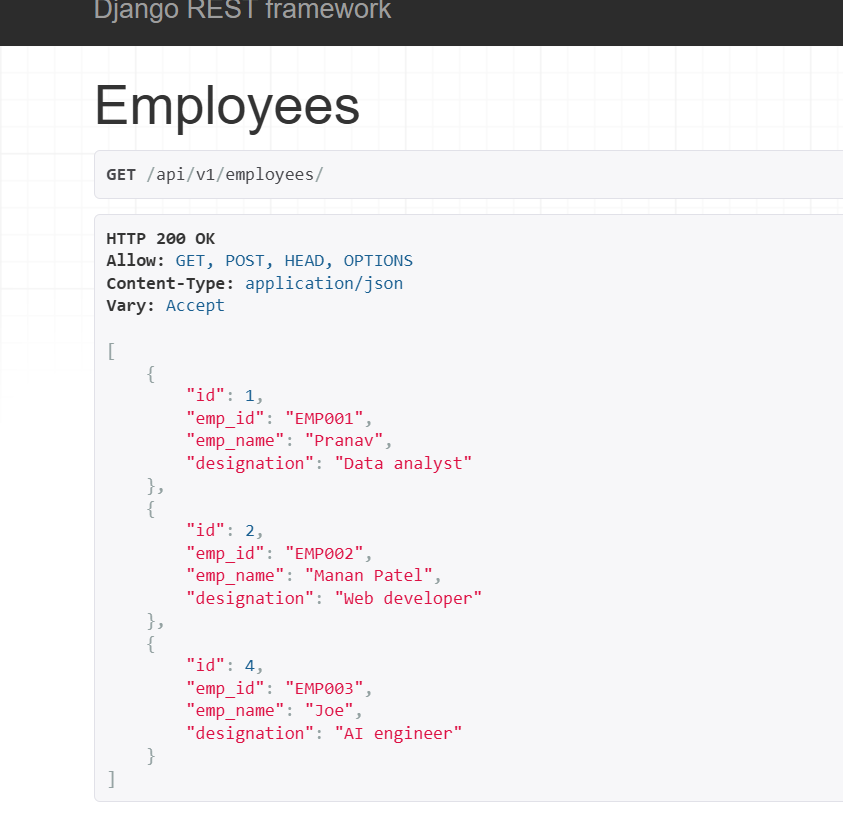 Django REST framework
Employees
GET /api/v1/employees/
HTTP 200 OK
Allow: GET, POST, HEAD, OPTIONS
Content-Type: application/json
Vary: Accept
[
    {
        "id": 1,
        "emp_id": "EMP001",
        "emp_name": "Pranav",
        "designation": "Data analyst"
    },
    {
        "id": 2,
        "emp_id": "EMP002",
        "emp_name": "Manan Patel",
        "designation": "Web developer"
    },
    {
        "id": 4,
        "emp_id": "EMP003",
        "emp_name": "Joe",
        "designation": "AI engineer"
    }
]